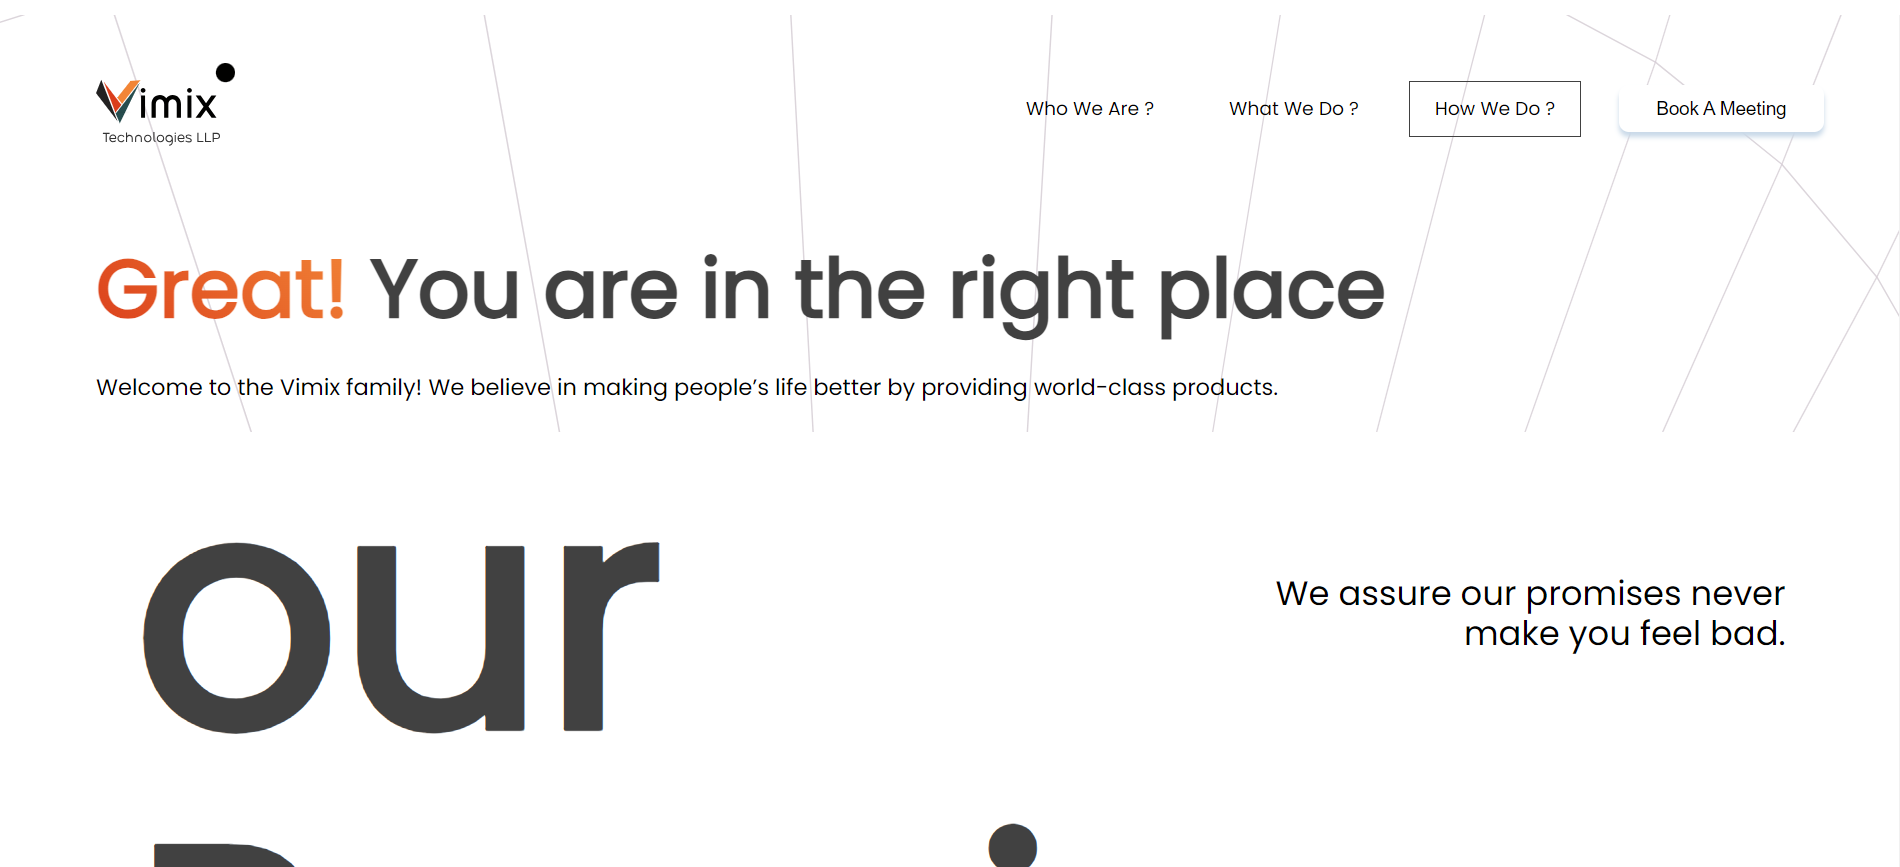 Vimix
Technologies LLP
Who We Are ?
What We Do ?
How We Do ?
Book A Meeting
Great! You are in the right place
Welcome to the Vimix family! We believe in making people’s life better by providing world-class products.
our
We assure our promises never
make you feel bad.